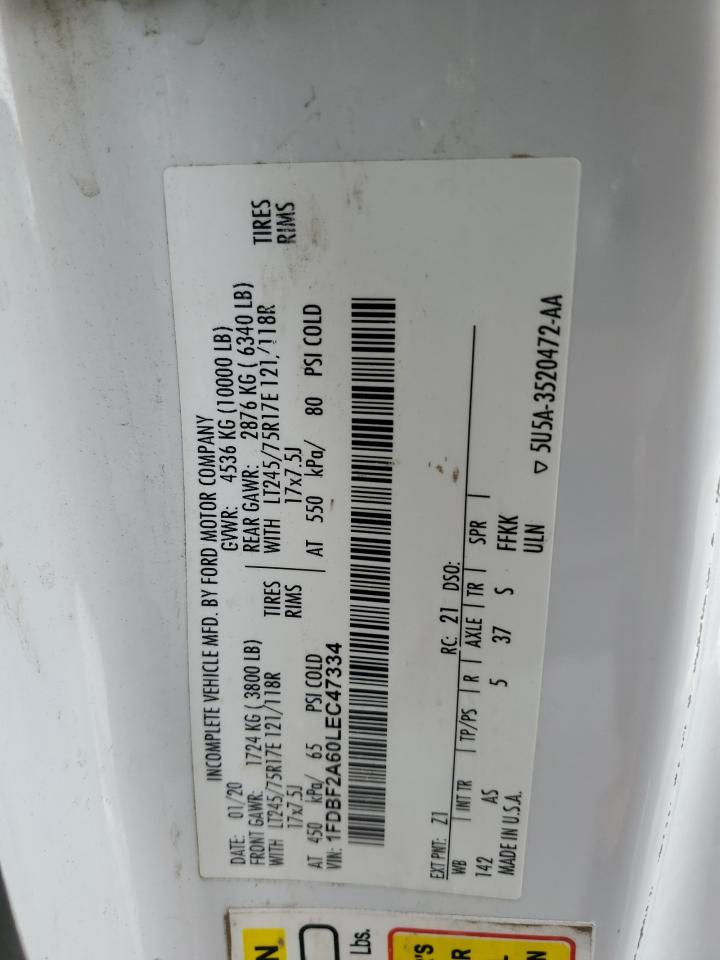 INCOMPLETE VEHICLE MFD. BY FORD MOTOR COMPANY
DATE: 01/20 GVWR: 4536 KG (10000 LB)
FRONT GAWR: 1724 KG ( 3800 LB) REAR GAWR: 2876 KG ( 6340 LB)
WITH LT245/75R17E 121/118R TIRES WITH LT245/75R17E 121/118R TIRES
17x7.5J RIMS 17x7.5J RIMS
AT 450 kPa/ 65 PSI COLD AT 550 kPa/ 80 PSI COLD
VIN: 1FDBF2A60LEC47334
EXT PNT: Z1 RC: 21 DSO:
WB INT TR TP/PS R AXLE TR SPR
142 AS 5 37 S FFKK
MADE IN U.S.A. ULN
▽ 5U5A-3520472-AA
N
Lbs.
'S
R
N